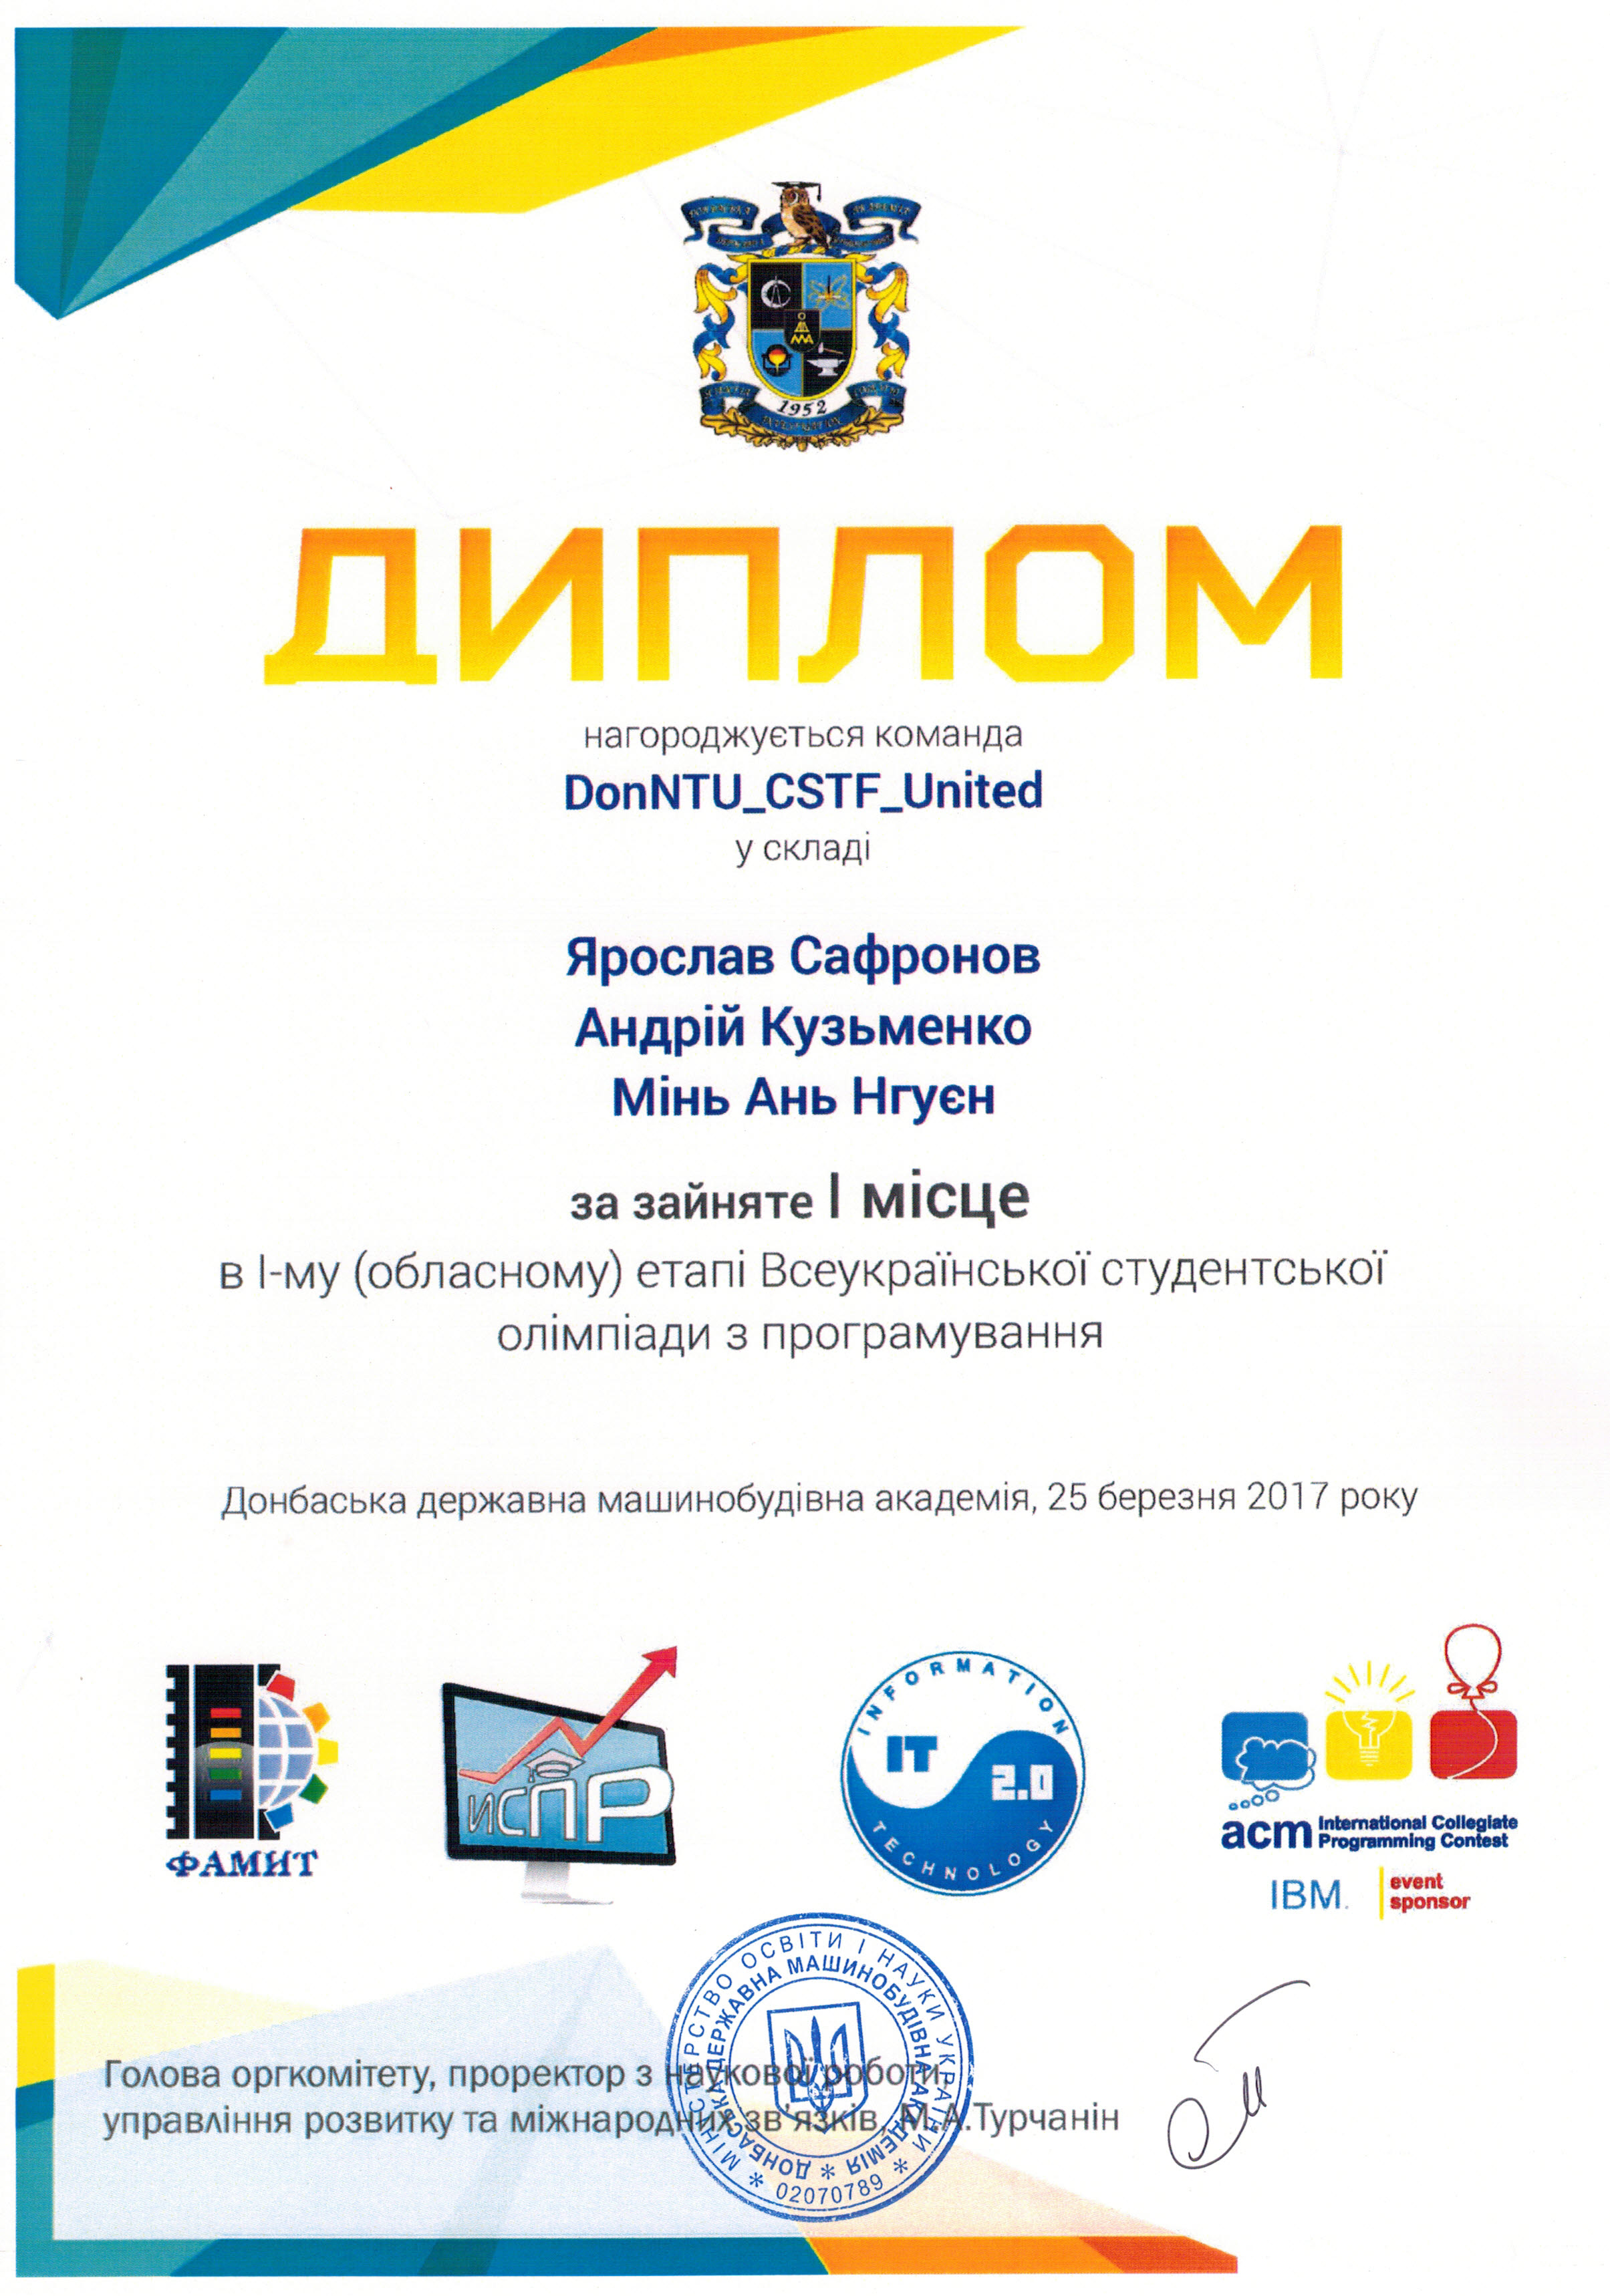 1952
ДИПЛОМ
нагороджується команда
DonNTU_CSTF_United
у складі
Ярослав Сафронов
Андрій Кузьменко
Мінь Ань Нгуєн
за зайняте І місце
в І-му (обласному) етапі Всеукраїнської студентської
олімпіади з програмування
Донбаська державна машинобудівна академія, 25 березня 2017 року
ФАМИТ
ИСПР
INFORMATION
IT 2.0
TECHNOLOGY
acm International Collegiate
Programming Contest
IBM. event
sponsor
МІНІСТЕРСТВО ОСВІТИ І НАУКИ УКРАЇНИ
ДОНБАСЬКА ДЕРЖАВНА МАШИНОБУДІВНА АКАДЕМІЯ
02070789
Голова оргкомітету, проректор з наукової роботи,
управління розвитку та міжнародних зв'язків, М.А.Турчанін